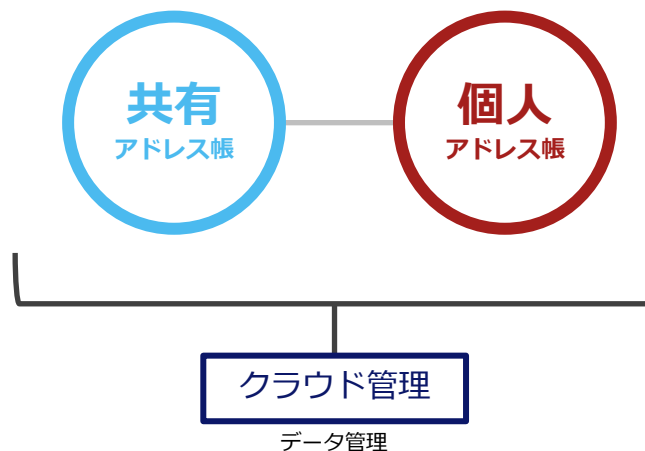 共有
アドレス帳
個人
アドレス帳
クラウド管理
データ管理